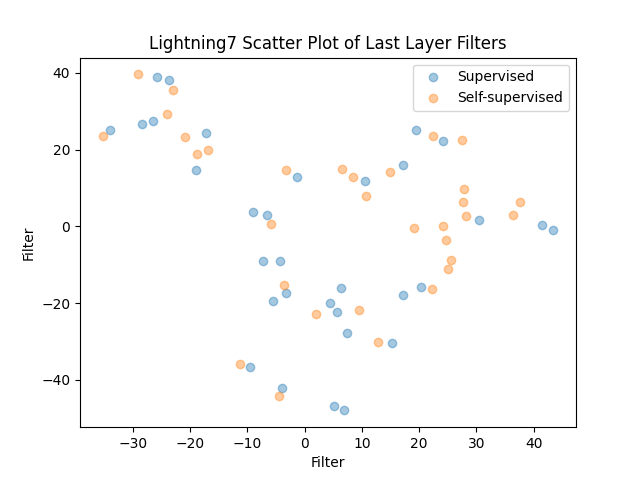 Lightning7 Scatter Plot of Last Layer Filters
Supervised
Self-supervised
40
20
0
−20
−40
Filter
−30
−20
−10
0
10
20
30
40
Filter